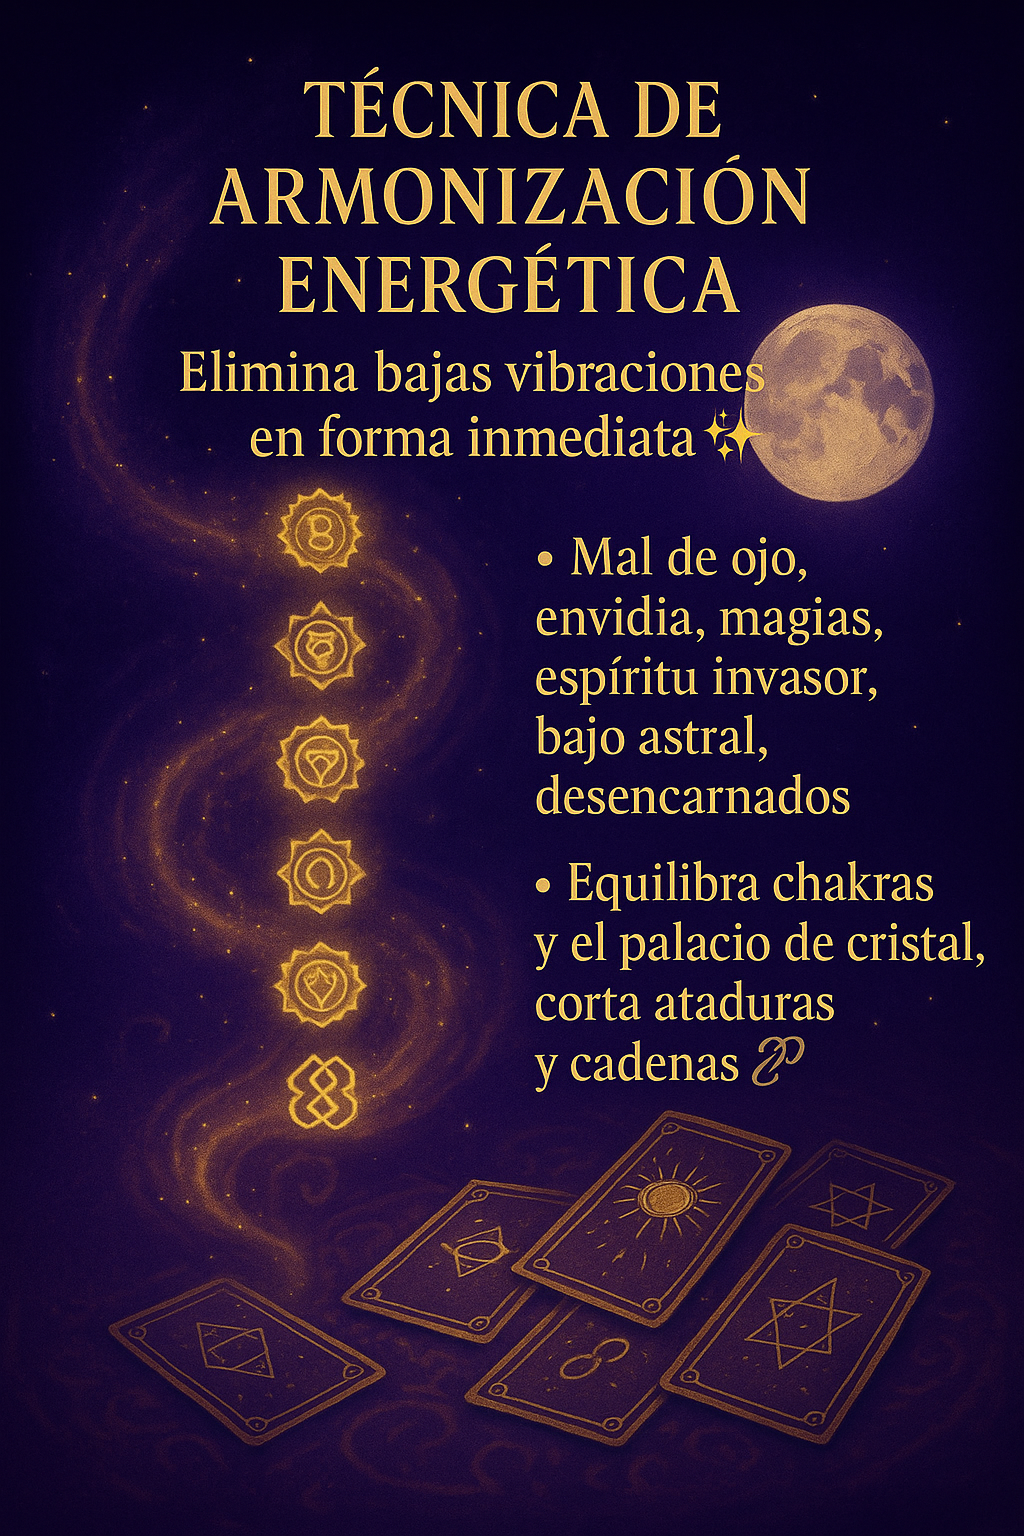 TÉCNICA DE
ARMONIZACIÓN
ENERGÉTICA
Elimina bajas vibraciones
en forma inmediata ✨
• Mal de ojo,
envidia, magias,
espíritu invasor,
bajo astral,
desencarnados
• Equilibra chakras
y el palacio de cristal,
corta ataduras
y cadenas